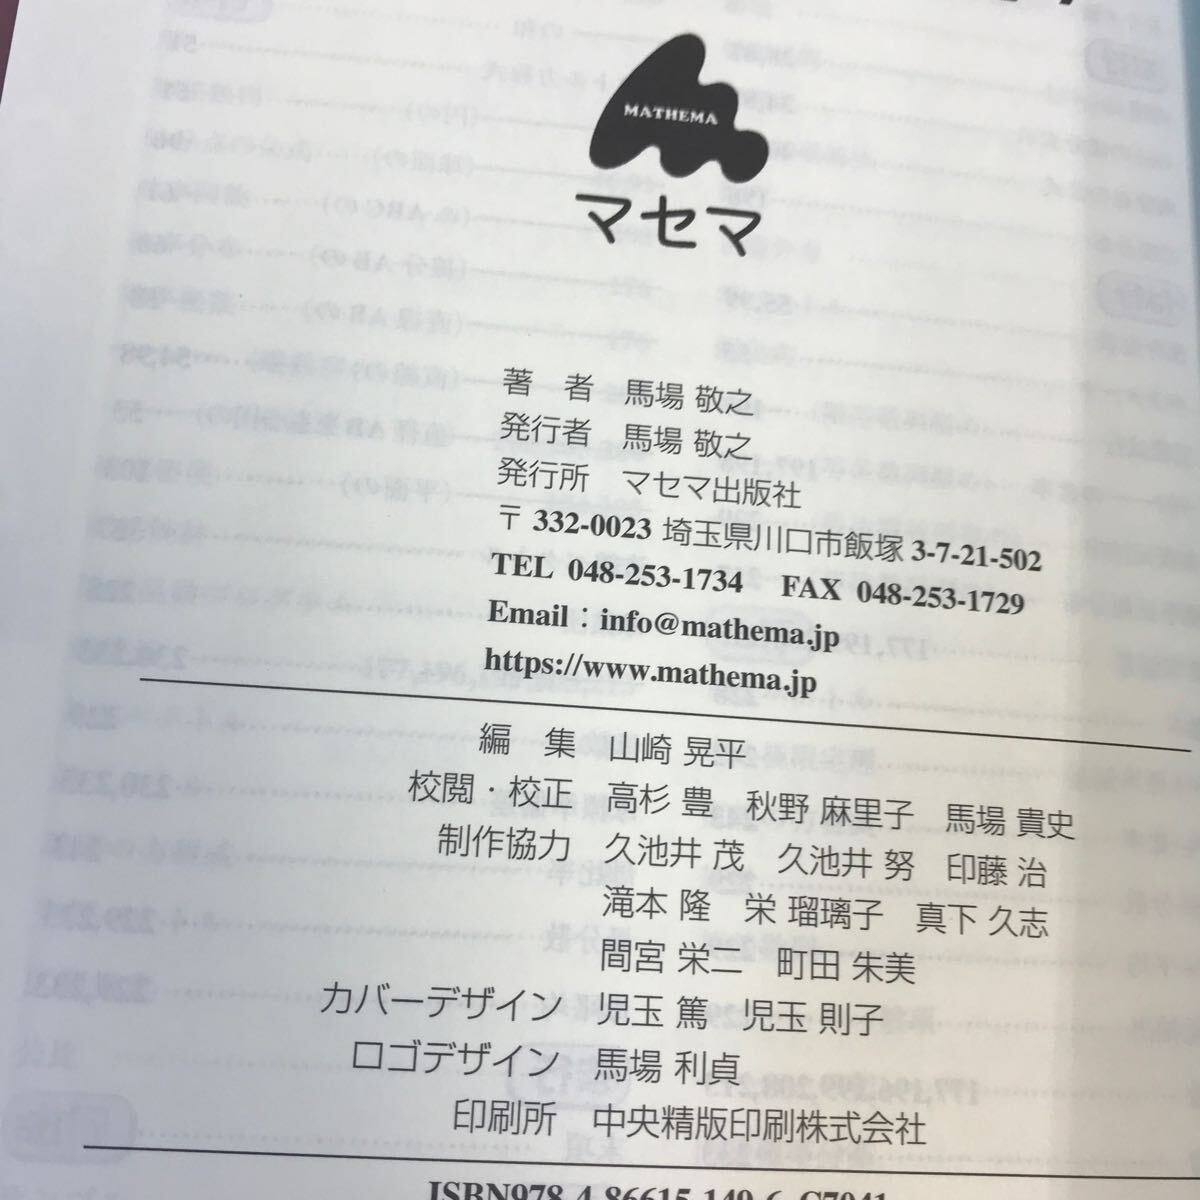 MATHEMA
マセマ
著　者　馬場 敬之
発行者　馬場 敬之
発行所　マセマ出版社
〒 332-0023 埼玉県川口市飯塚 3-7-21-502
TEL 048-253-1734　FAX 048-253-1729
Email：info@mathema.jp
https://www.mathema.jp
編　集　山崎 晃平
校閲・校正　高杉 豊　秋野 麻里子　馬場 貴史
制作協力　久池井 茂　久池井 努　印藤 治
滝本 隆　栄 瑠璃子　真下 久志
間宮 栄二　町田 朱美
カバーデザイン　児玉 篤　児玉 則子
ロゴデザイン　馬場 利貞
印刷所　中央精版印刷株式会社
ISBN978-4-86615-149-6 C7041